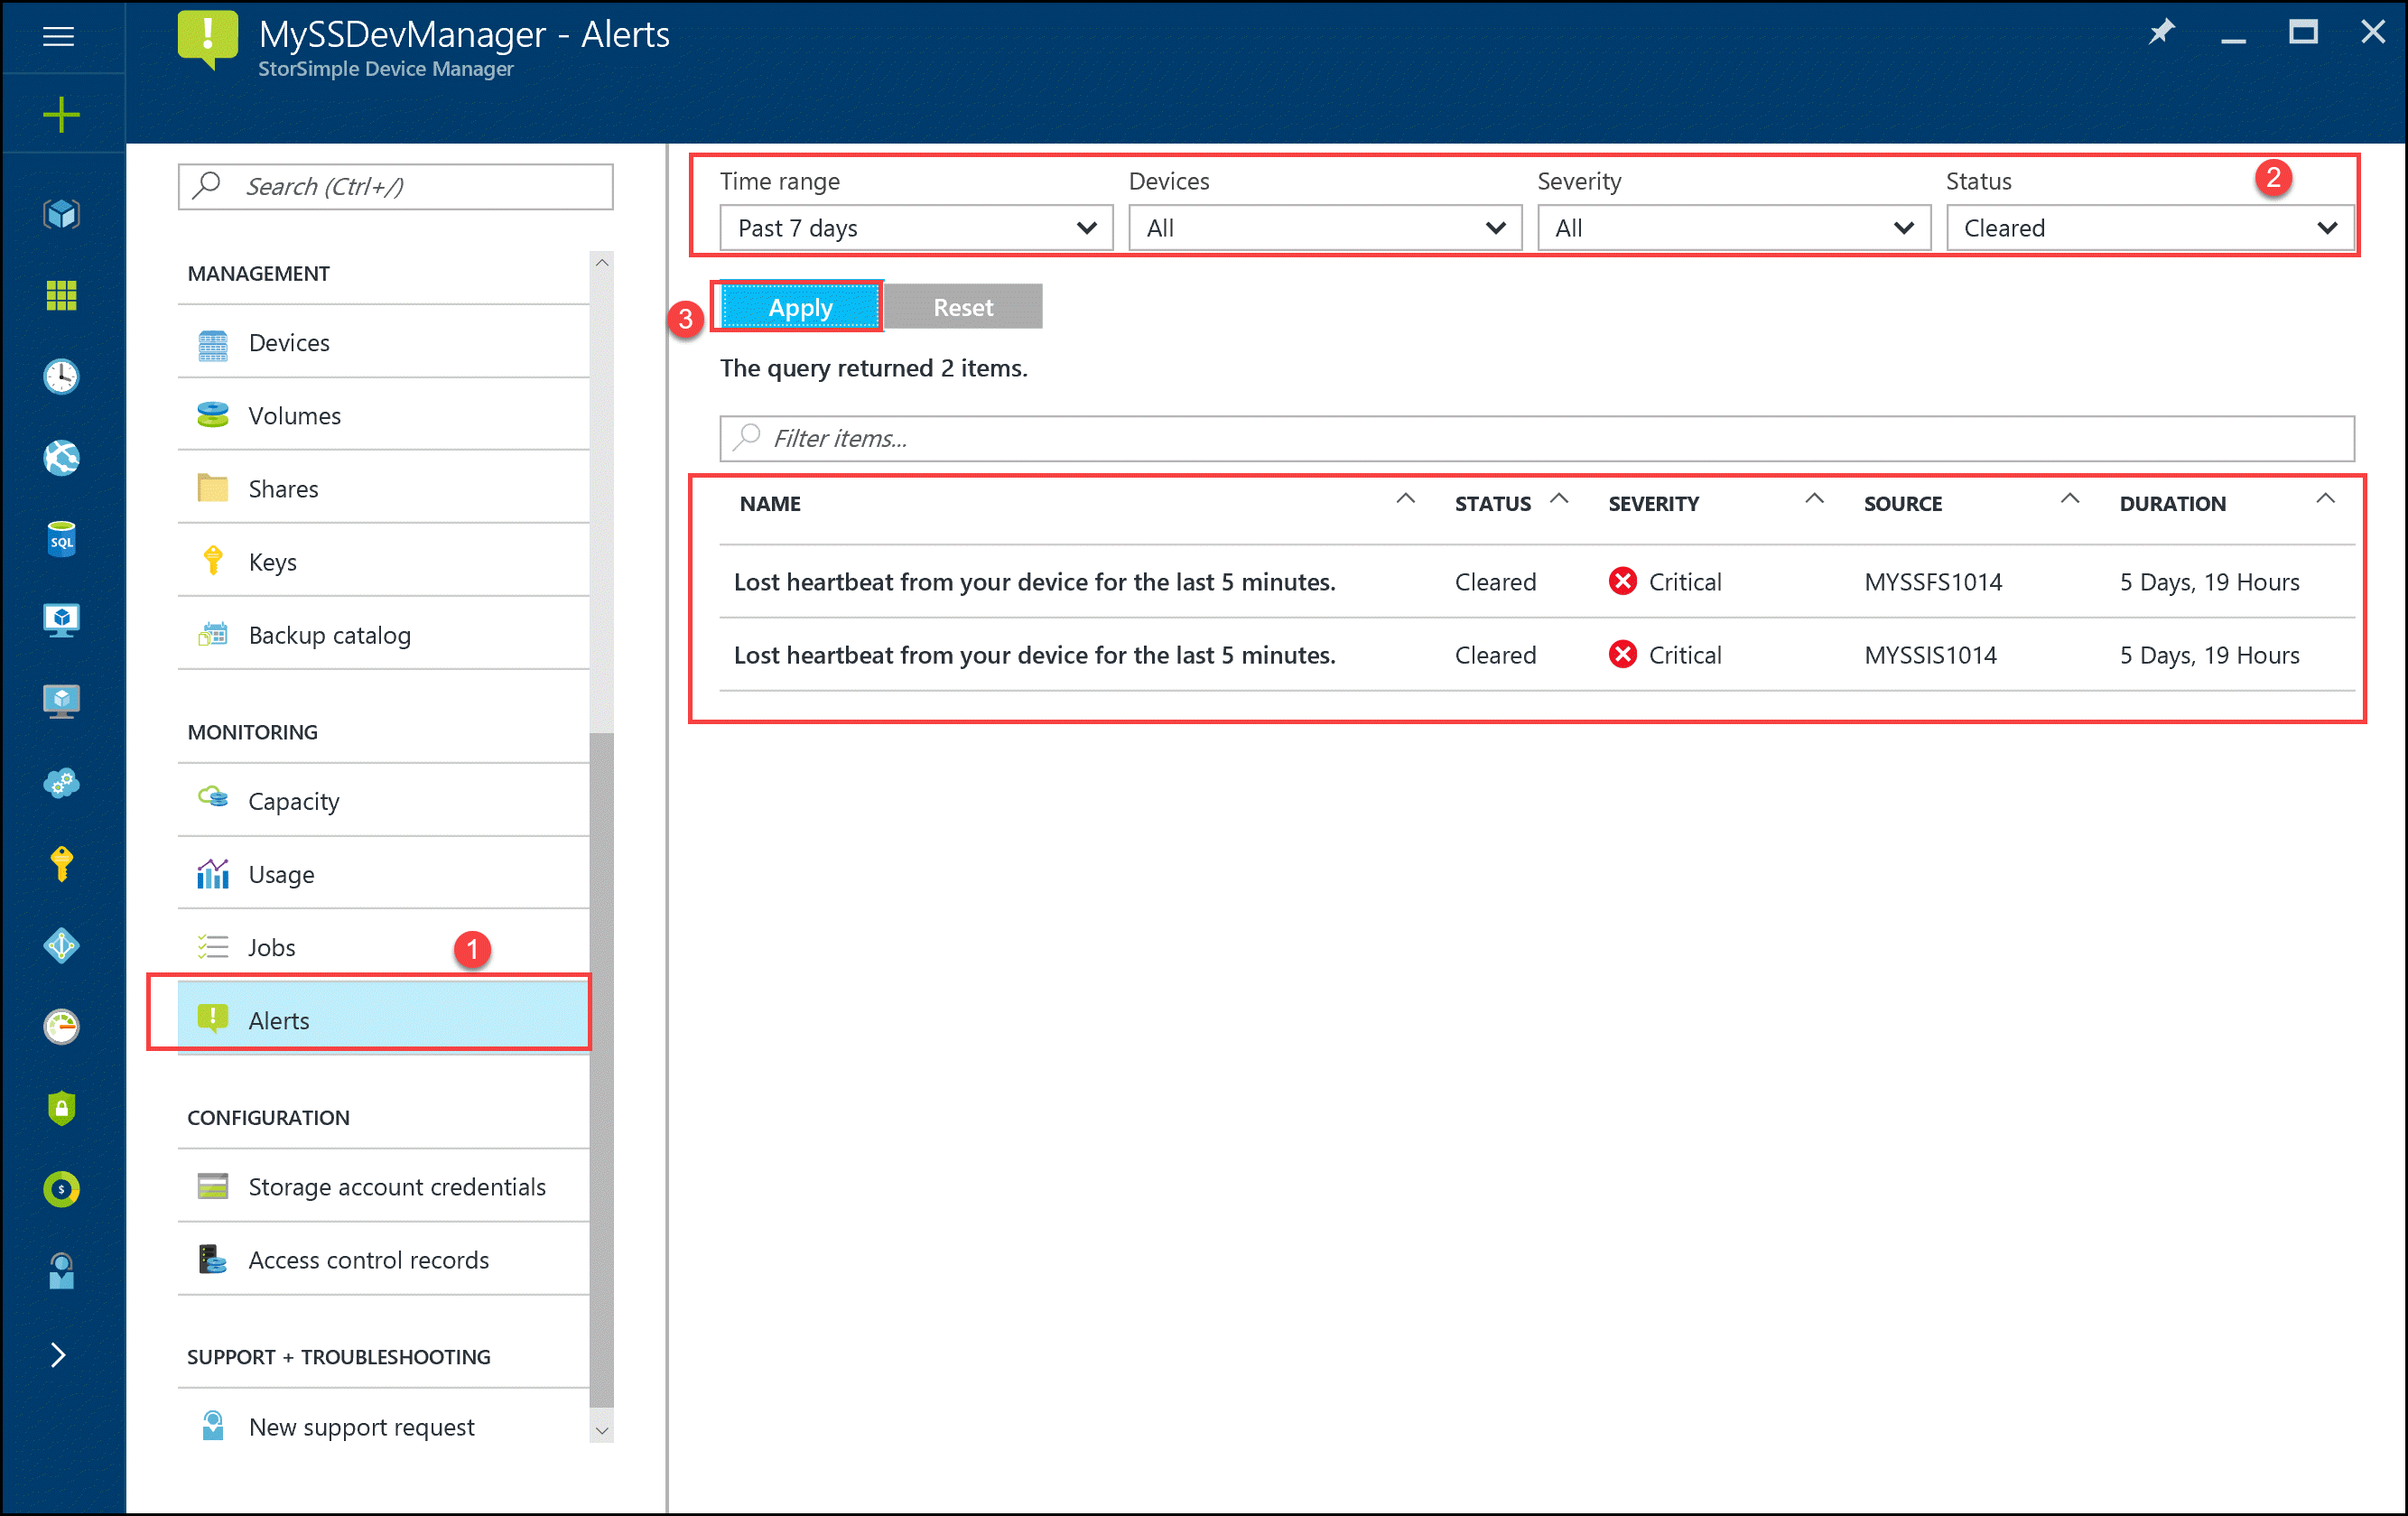 MySSDevManager - Alerts
StorSimple Device Manager
Search (Ctrl+/)
MANAGEMENT
Devices
Volumes
Shares
Keys
Backup catalog
MONITORING
Capacity
Usage
Jobs
1
Alerts
CONFIGURATION
Storage account credentials
Access control records
SUPPORT + TROUBLESHOOTING
New support request
SQL
$
Time range Devices Severity Status 2
Past 7 days All All Cleared
3 Apply Reset
The query returned 2 items.
Filter items...
NAME STATUS SEVERITY SOURCE DURATION
Lost heartbeat from your device for the last 5 minutes. Cleared Critical MYSSFS1014 5 Days, 19 Hours
Lost heartbeat from your device for the last 5 minutes. Cleared Critical MYSSIS1014 5 Days, 19 Hours